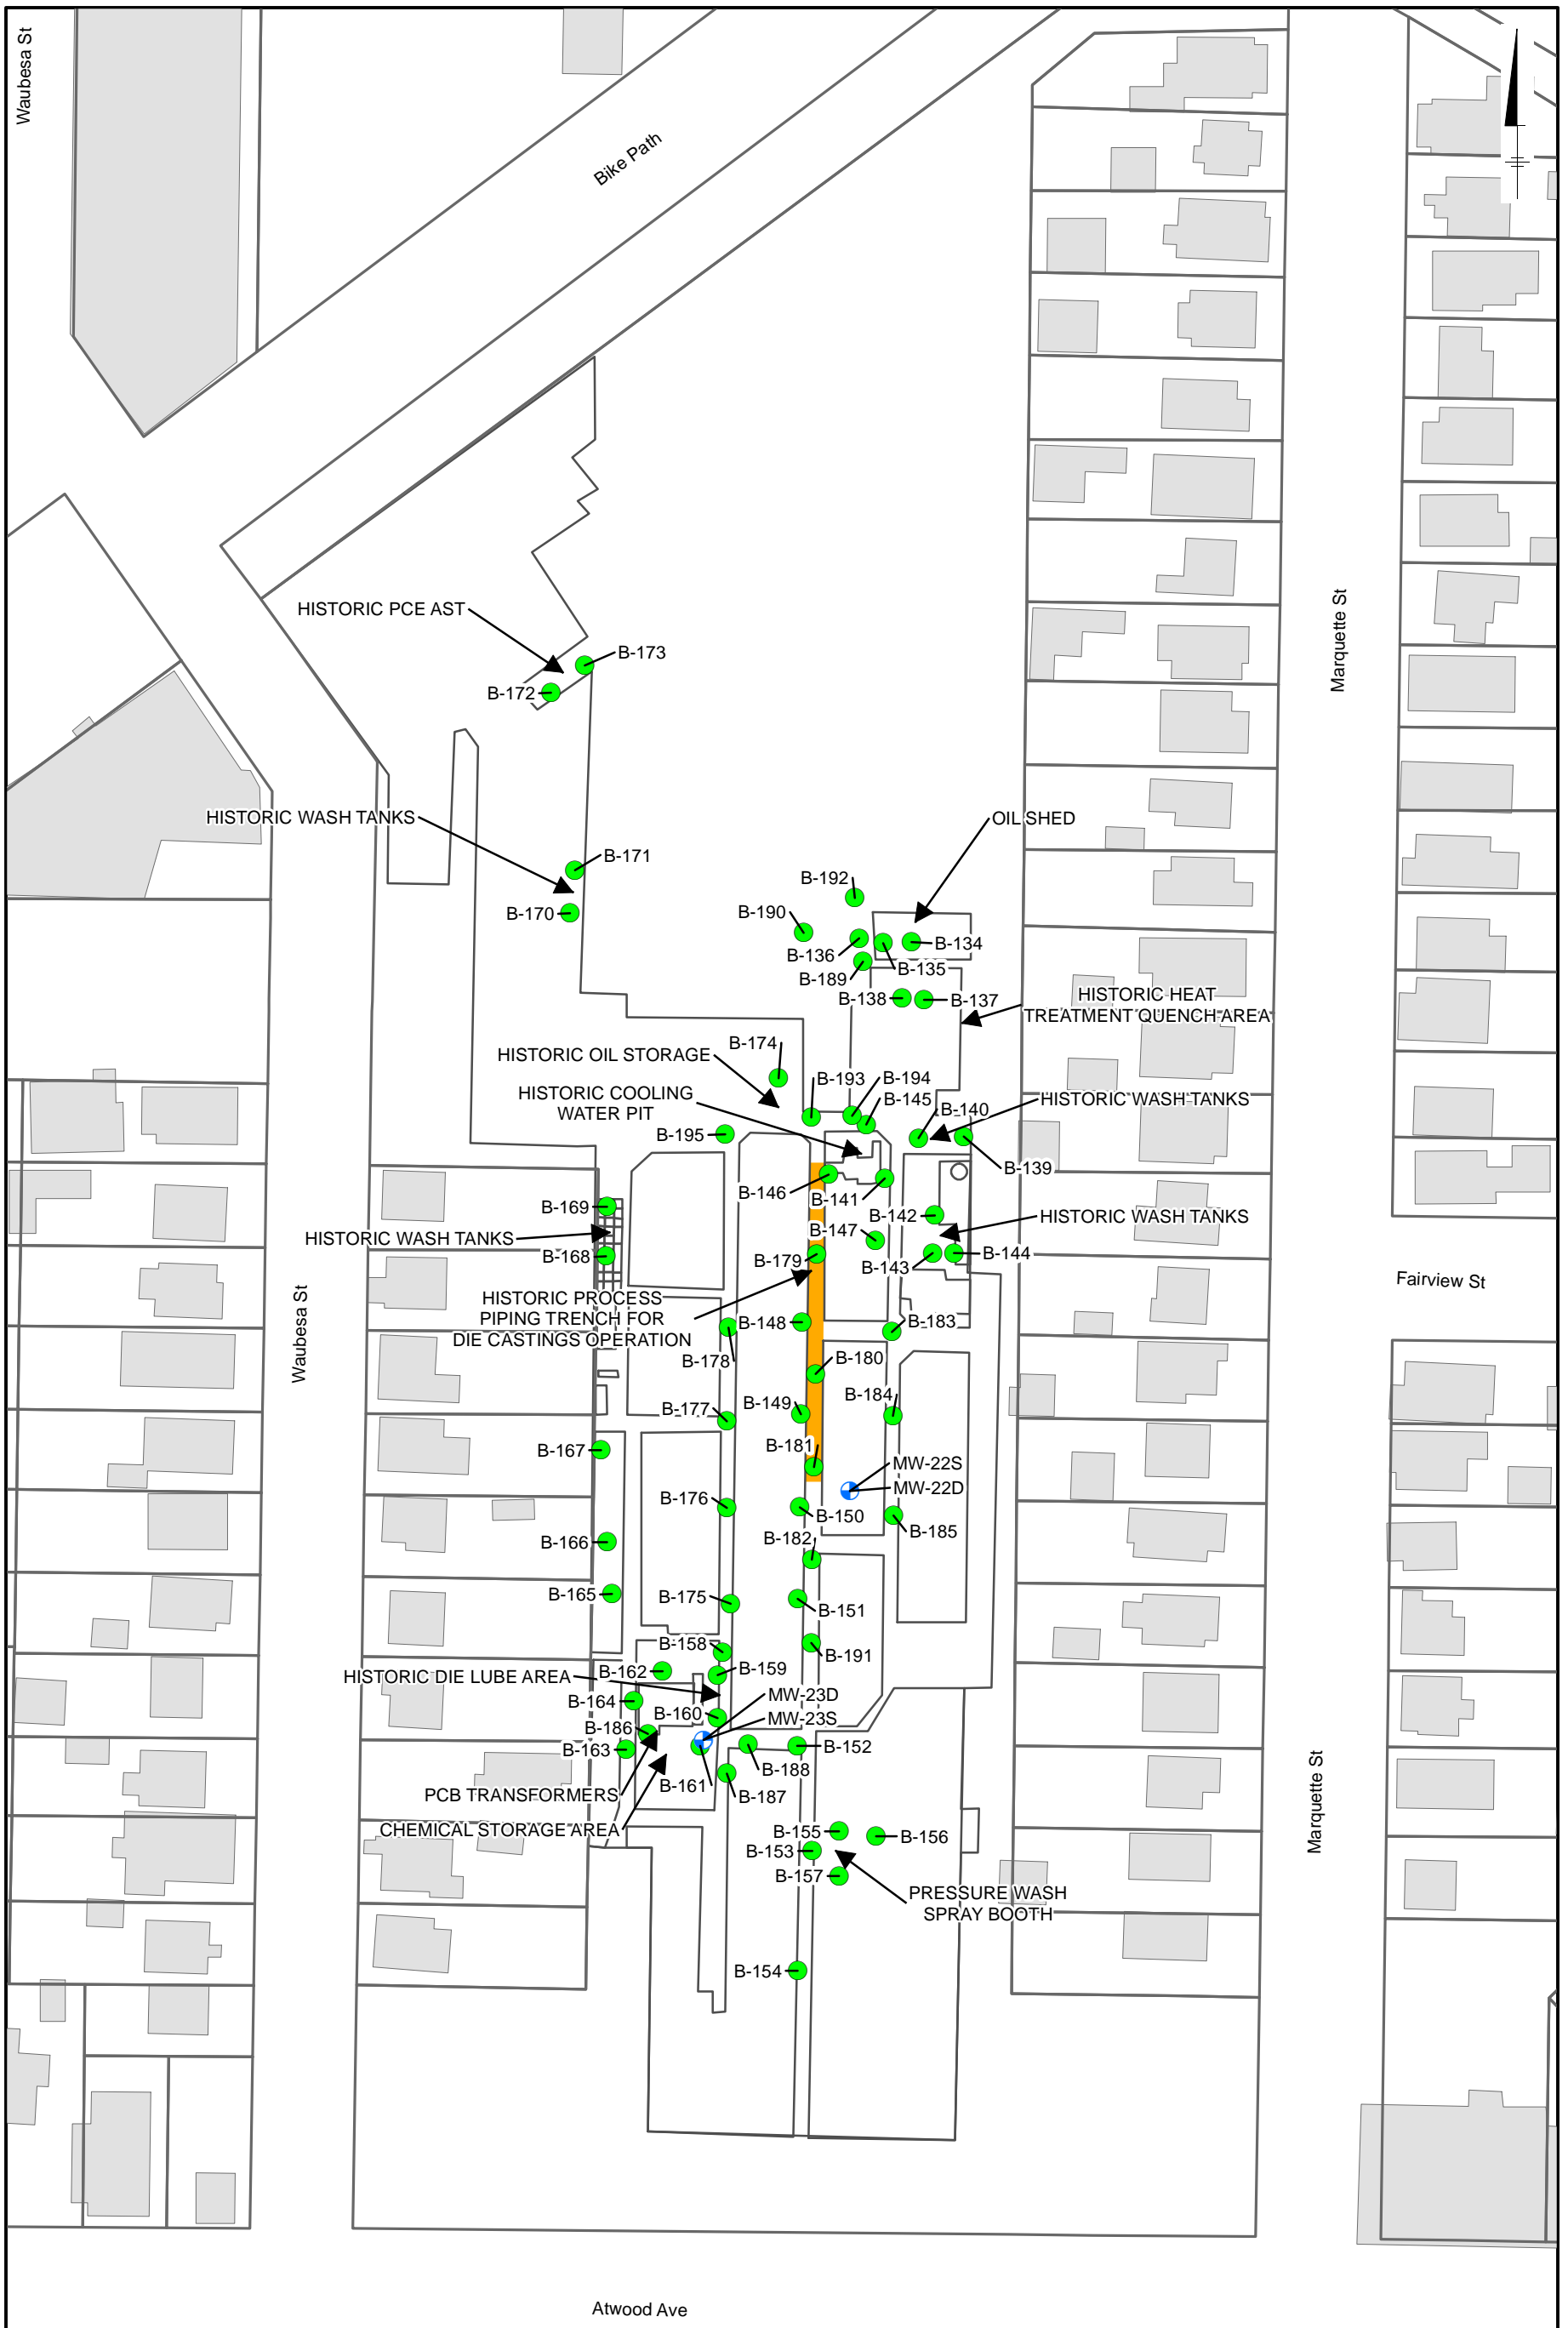 Waubesa St
Bike Path
HISTORIC PCE AST
B-173
B-172
Marquette St
HISTORIC WASH TANKS
OIL SHED
B-171
B-192
B-170
B-190
B-136
B-134
B-135
B-189
B-138
B-137
HISTORIC HEAT
TREATMENT QUENCH AREA
B-174
HISTORIC OIL STORAGE
B-193
B-194
HISTORIC COOLING
WATER PIT
B-145
B-140
HISTORIC WASH TANKS
B-195
B-139
B-146
B-141
B-169
B-142
HISTORIC WASH TANKS
B-147
HISTORIC WASH TANKS
B-168
B-179
B-143
B-144
Fairview St
HISTORIC PROCESS
PIPING TRENCH FOR
DIE CASTINGS OPERATION
B-148
B-183
Waubesa St
B-178
B-180
B-184
B-177
B-149
B-167
B-181
MW-22S
MW-22D
B-176
B-150
B-185
B-166
B-182
B-165
B-175
B-151
B-158
B-191
B-162
B-159
HISTORIC DIE LUBE AREA
MW-23D
B-164
B-160
MW-23S
B-186
B-163
B-152
B-188
B-161
PCB TRANSFORMERS
B-187
Marquette St
CHEMICAL STORAGE AREA
B-155
B-156
B-153
B-157
PRESSURE WASH
SPRAY BOOTH
B-154
Atwood Ave